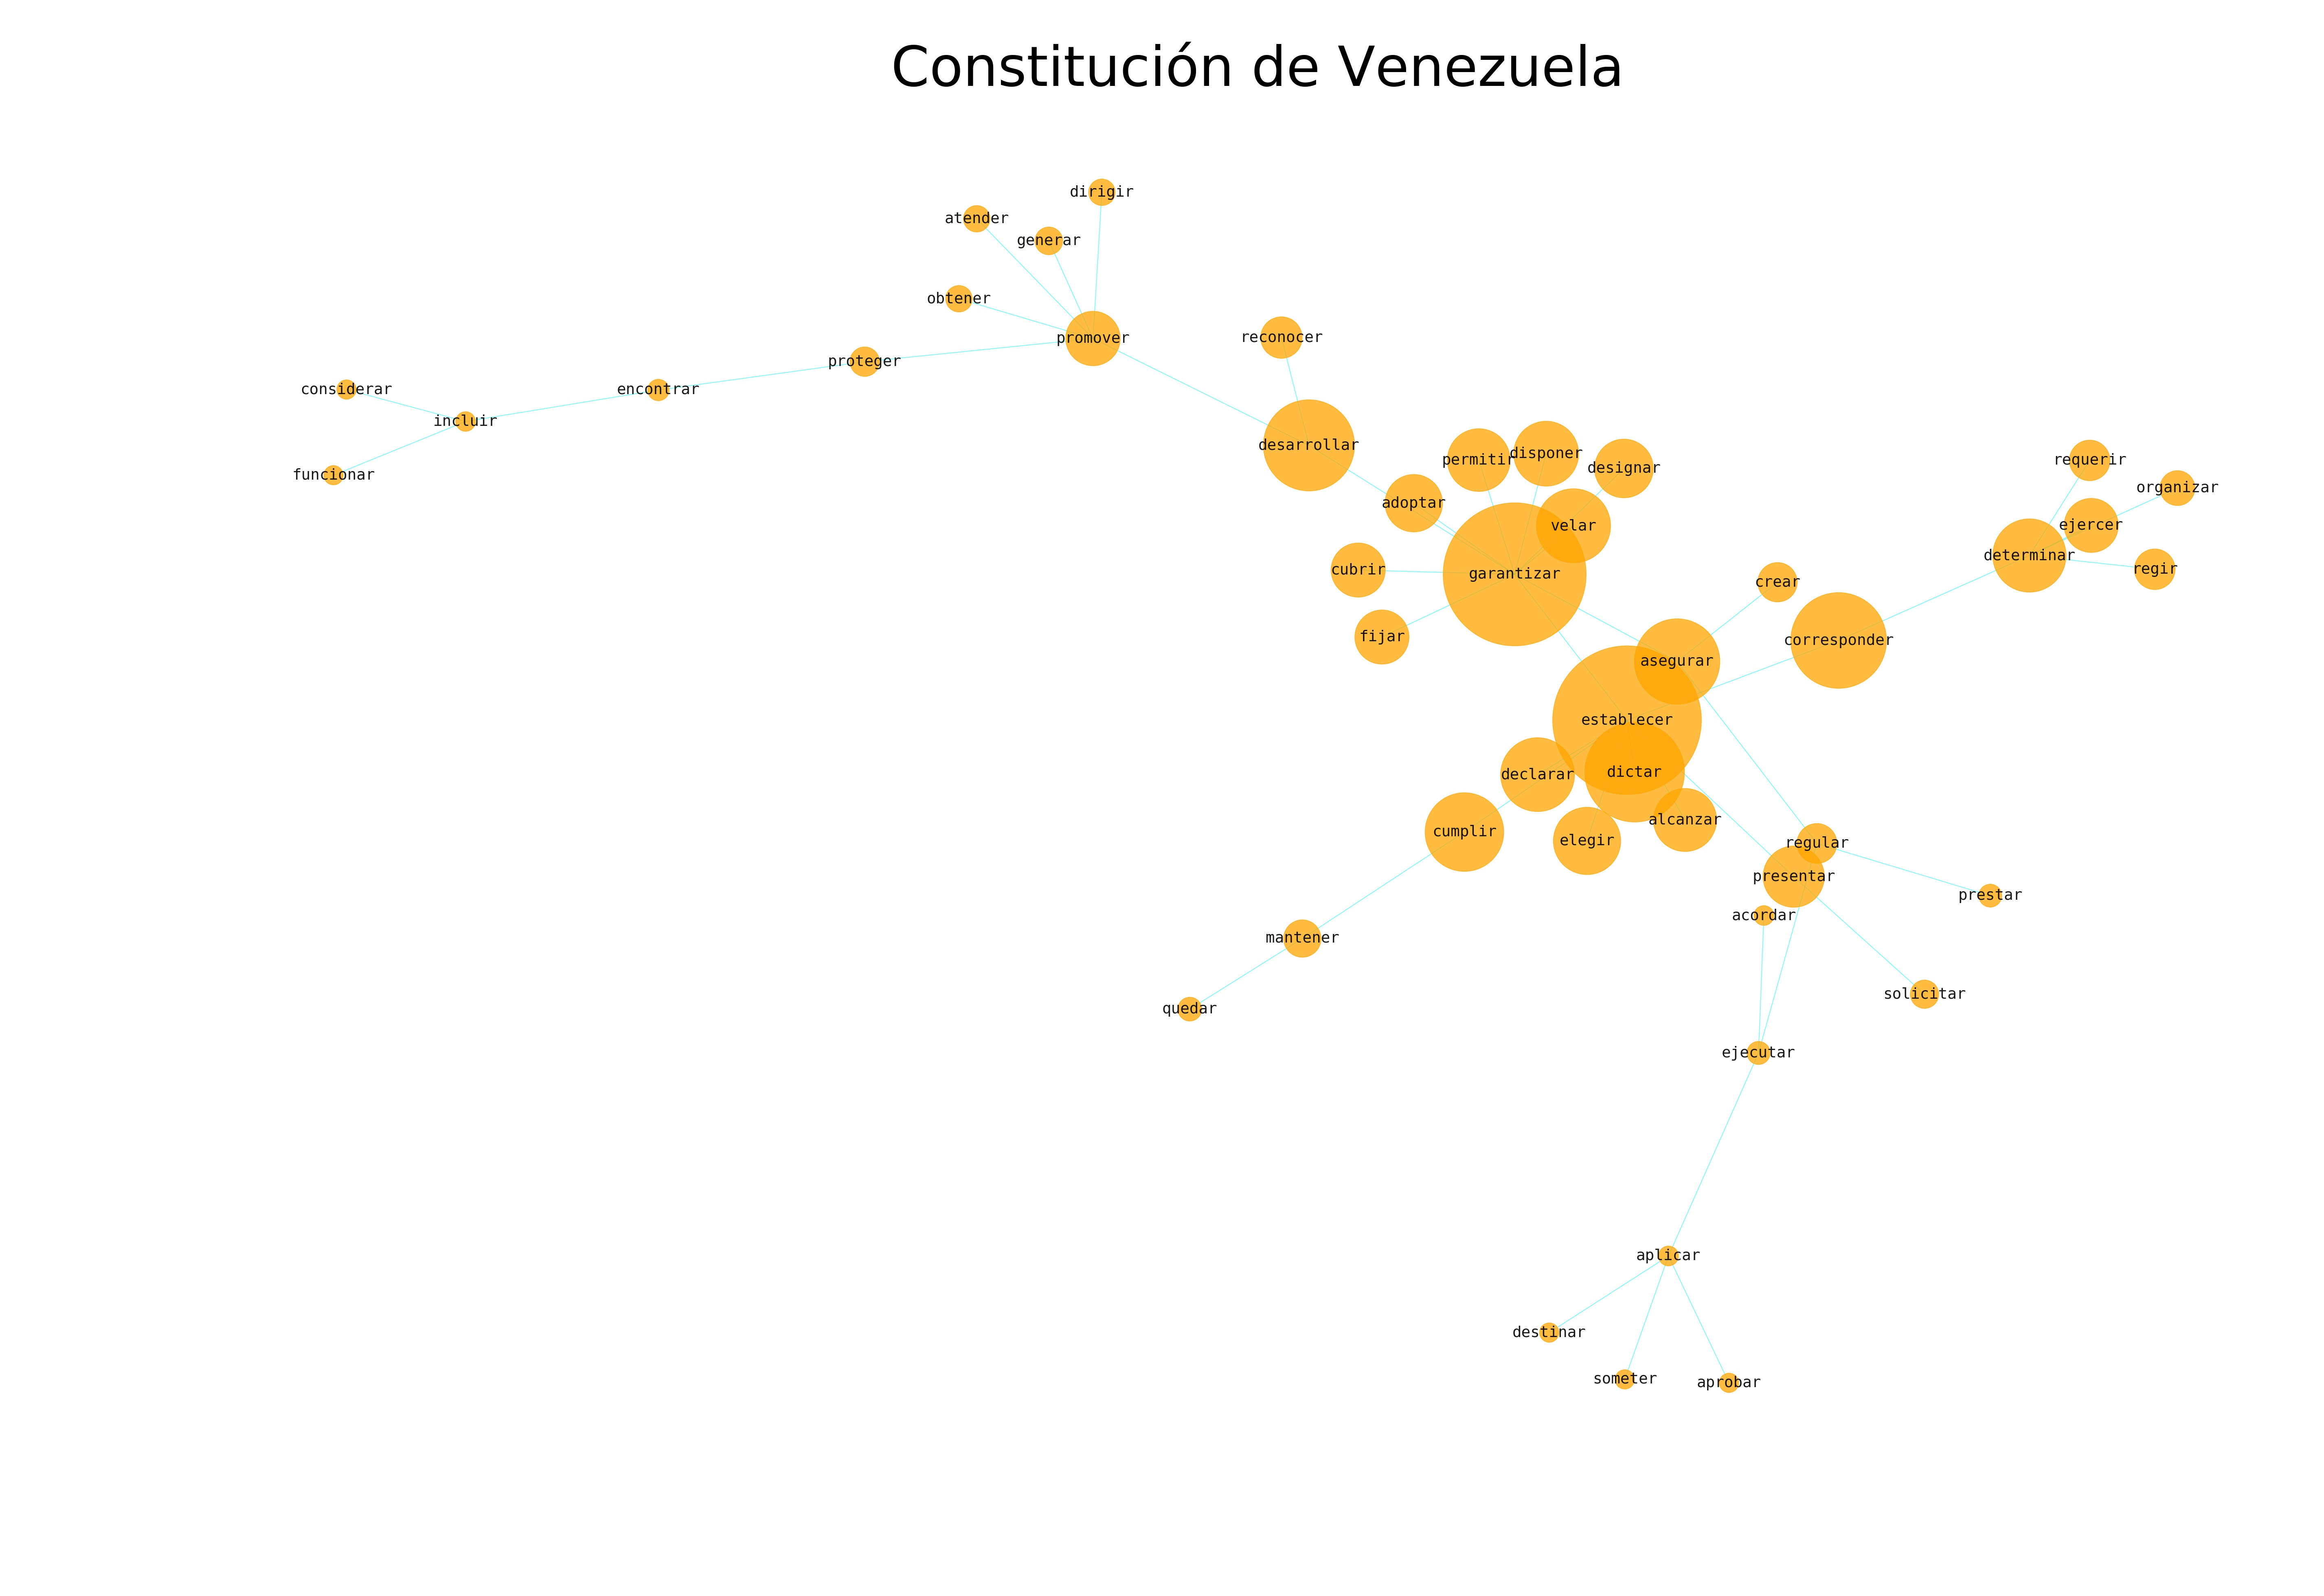 Constitución de Venezuela
dirigir
atender
generar
obtener
promover
reconocer
proteger
considerar
encontrar
incluir
desarrollar
disponer
permitir
requerir
designar
funcionar
organizar
adoptar
ejercer
velar
determinar
cubrir
regir
garantizar
crear
fijar
corresponder
asegurar
establecer
dictar
declarar
alcanzar
cumplir
elegir
regular
presentar
prestar
acordar
mantener
solicitar
quedar
ejecutar
aplicar
destinar
someter
aprobar